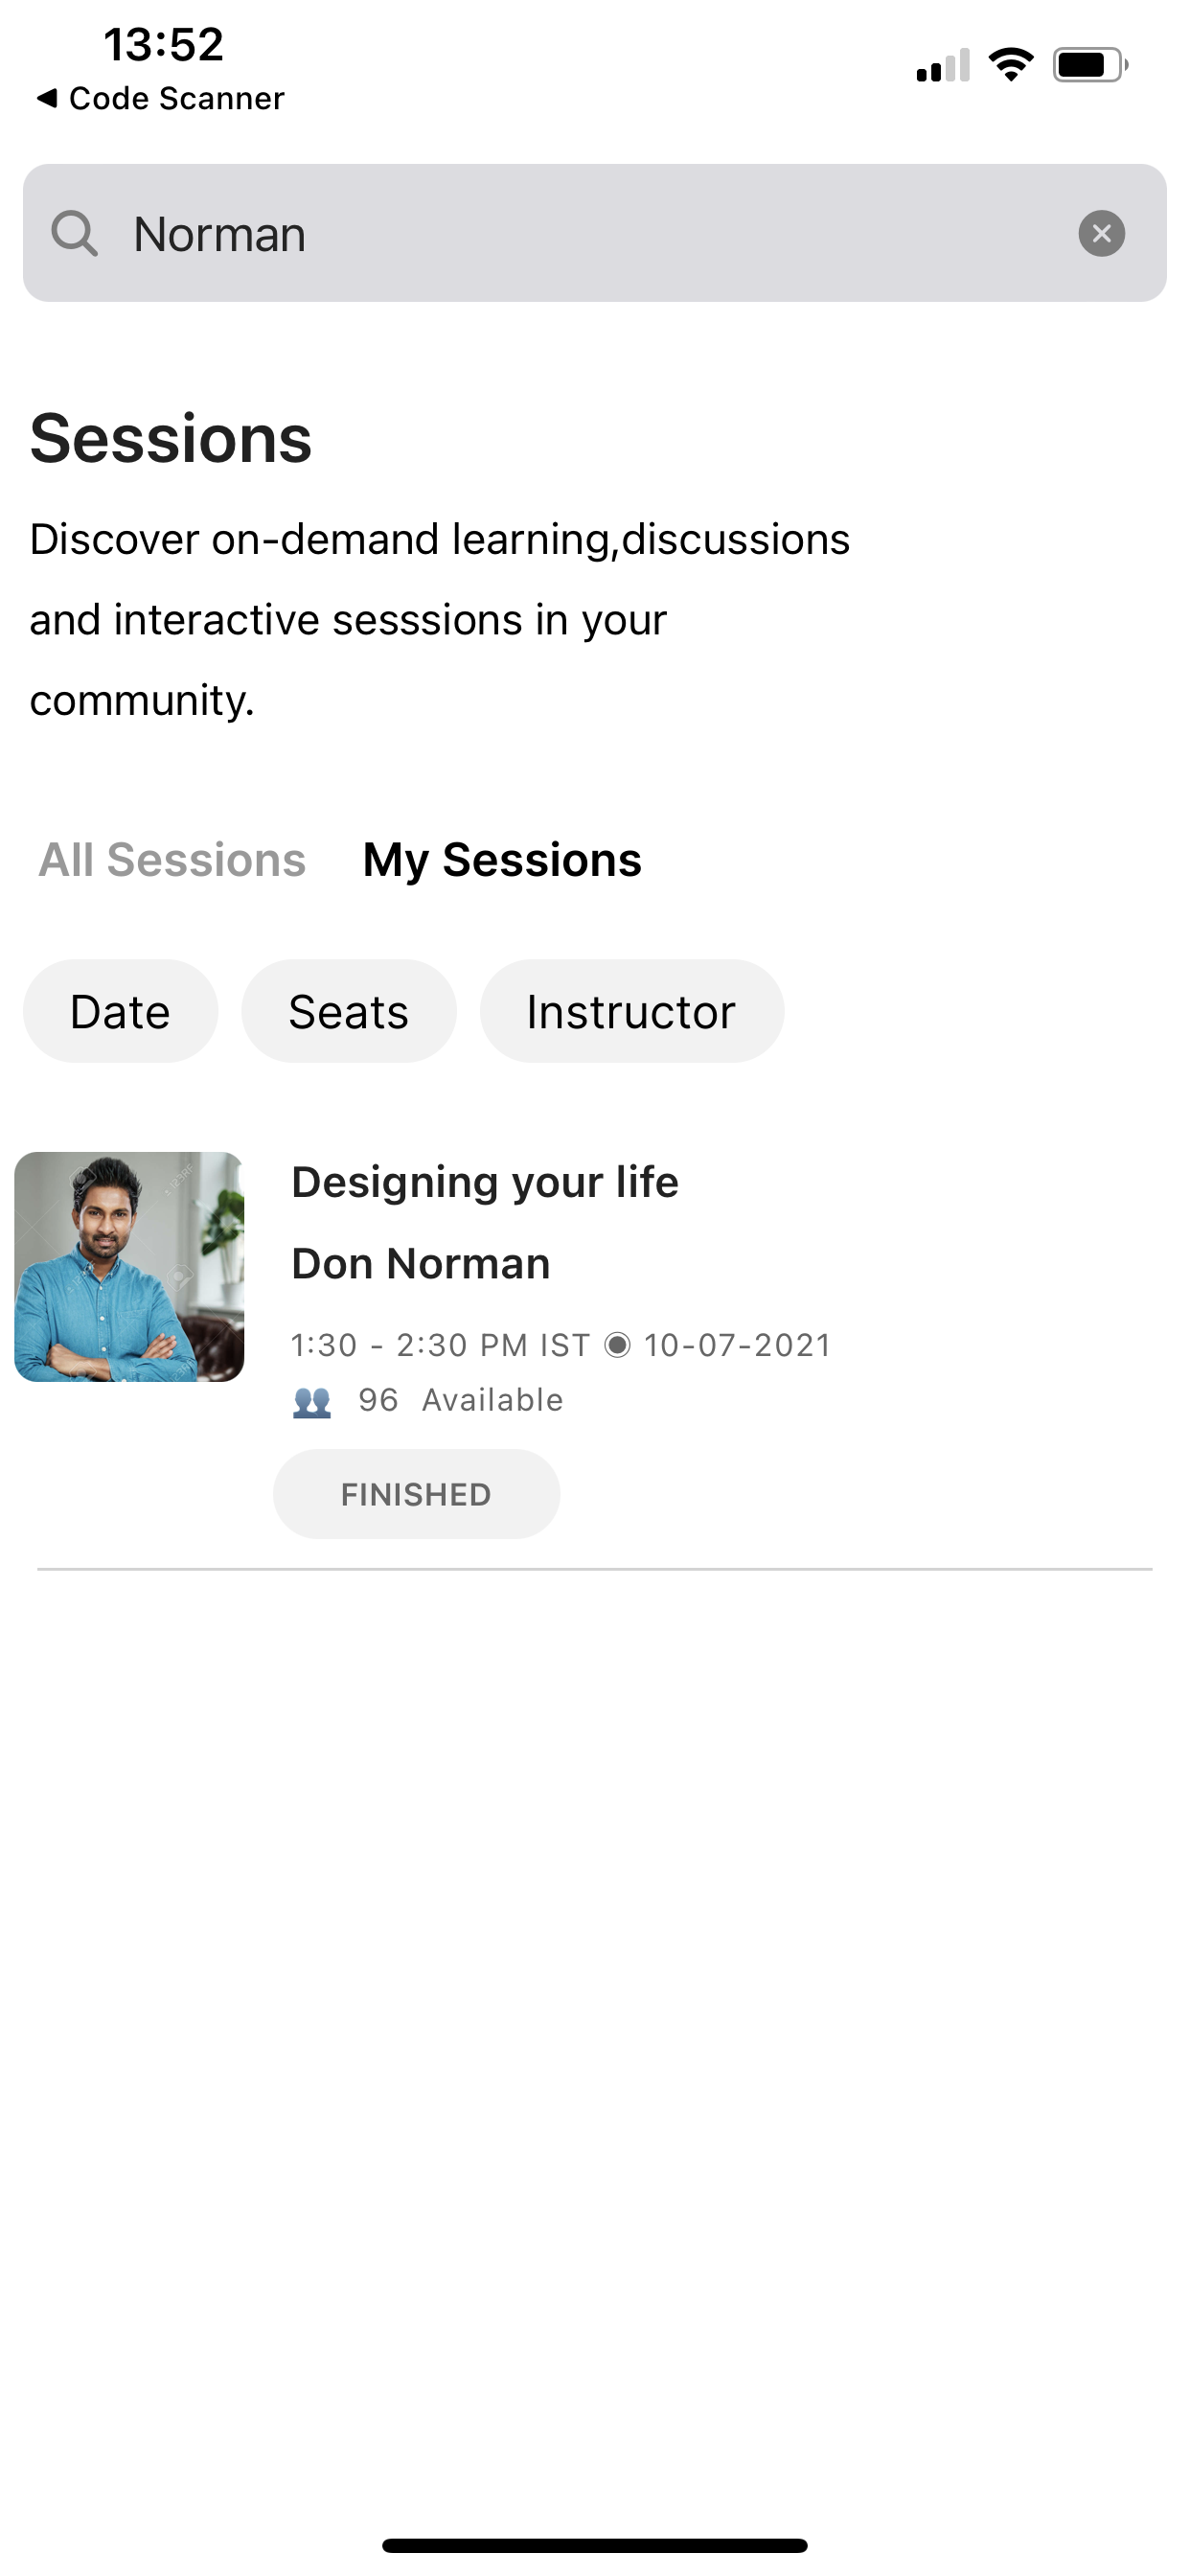 13:52
◀ Code Scanner
Norman
Sessions
Discover on-demand learning,discussions
and interactive sesssions in your
community.
All Sessions My Sessions
Date Seats Instructor
Designing your life
Don Norman
1:30 - 2:30 PM IST ◉ 10-07-2021
👥 96 Available
FINISHED